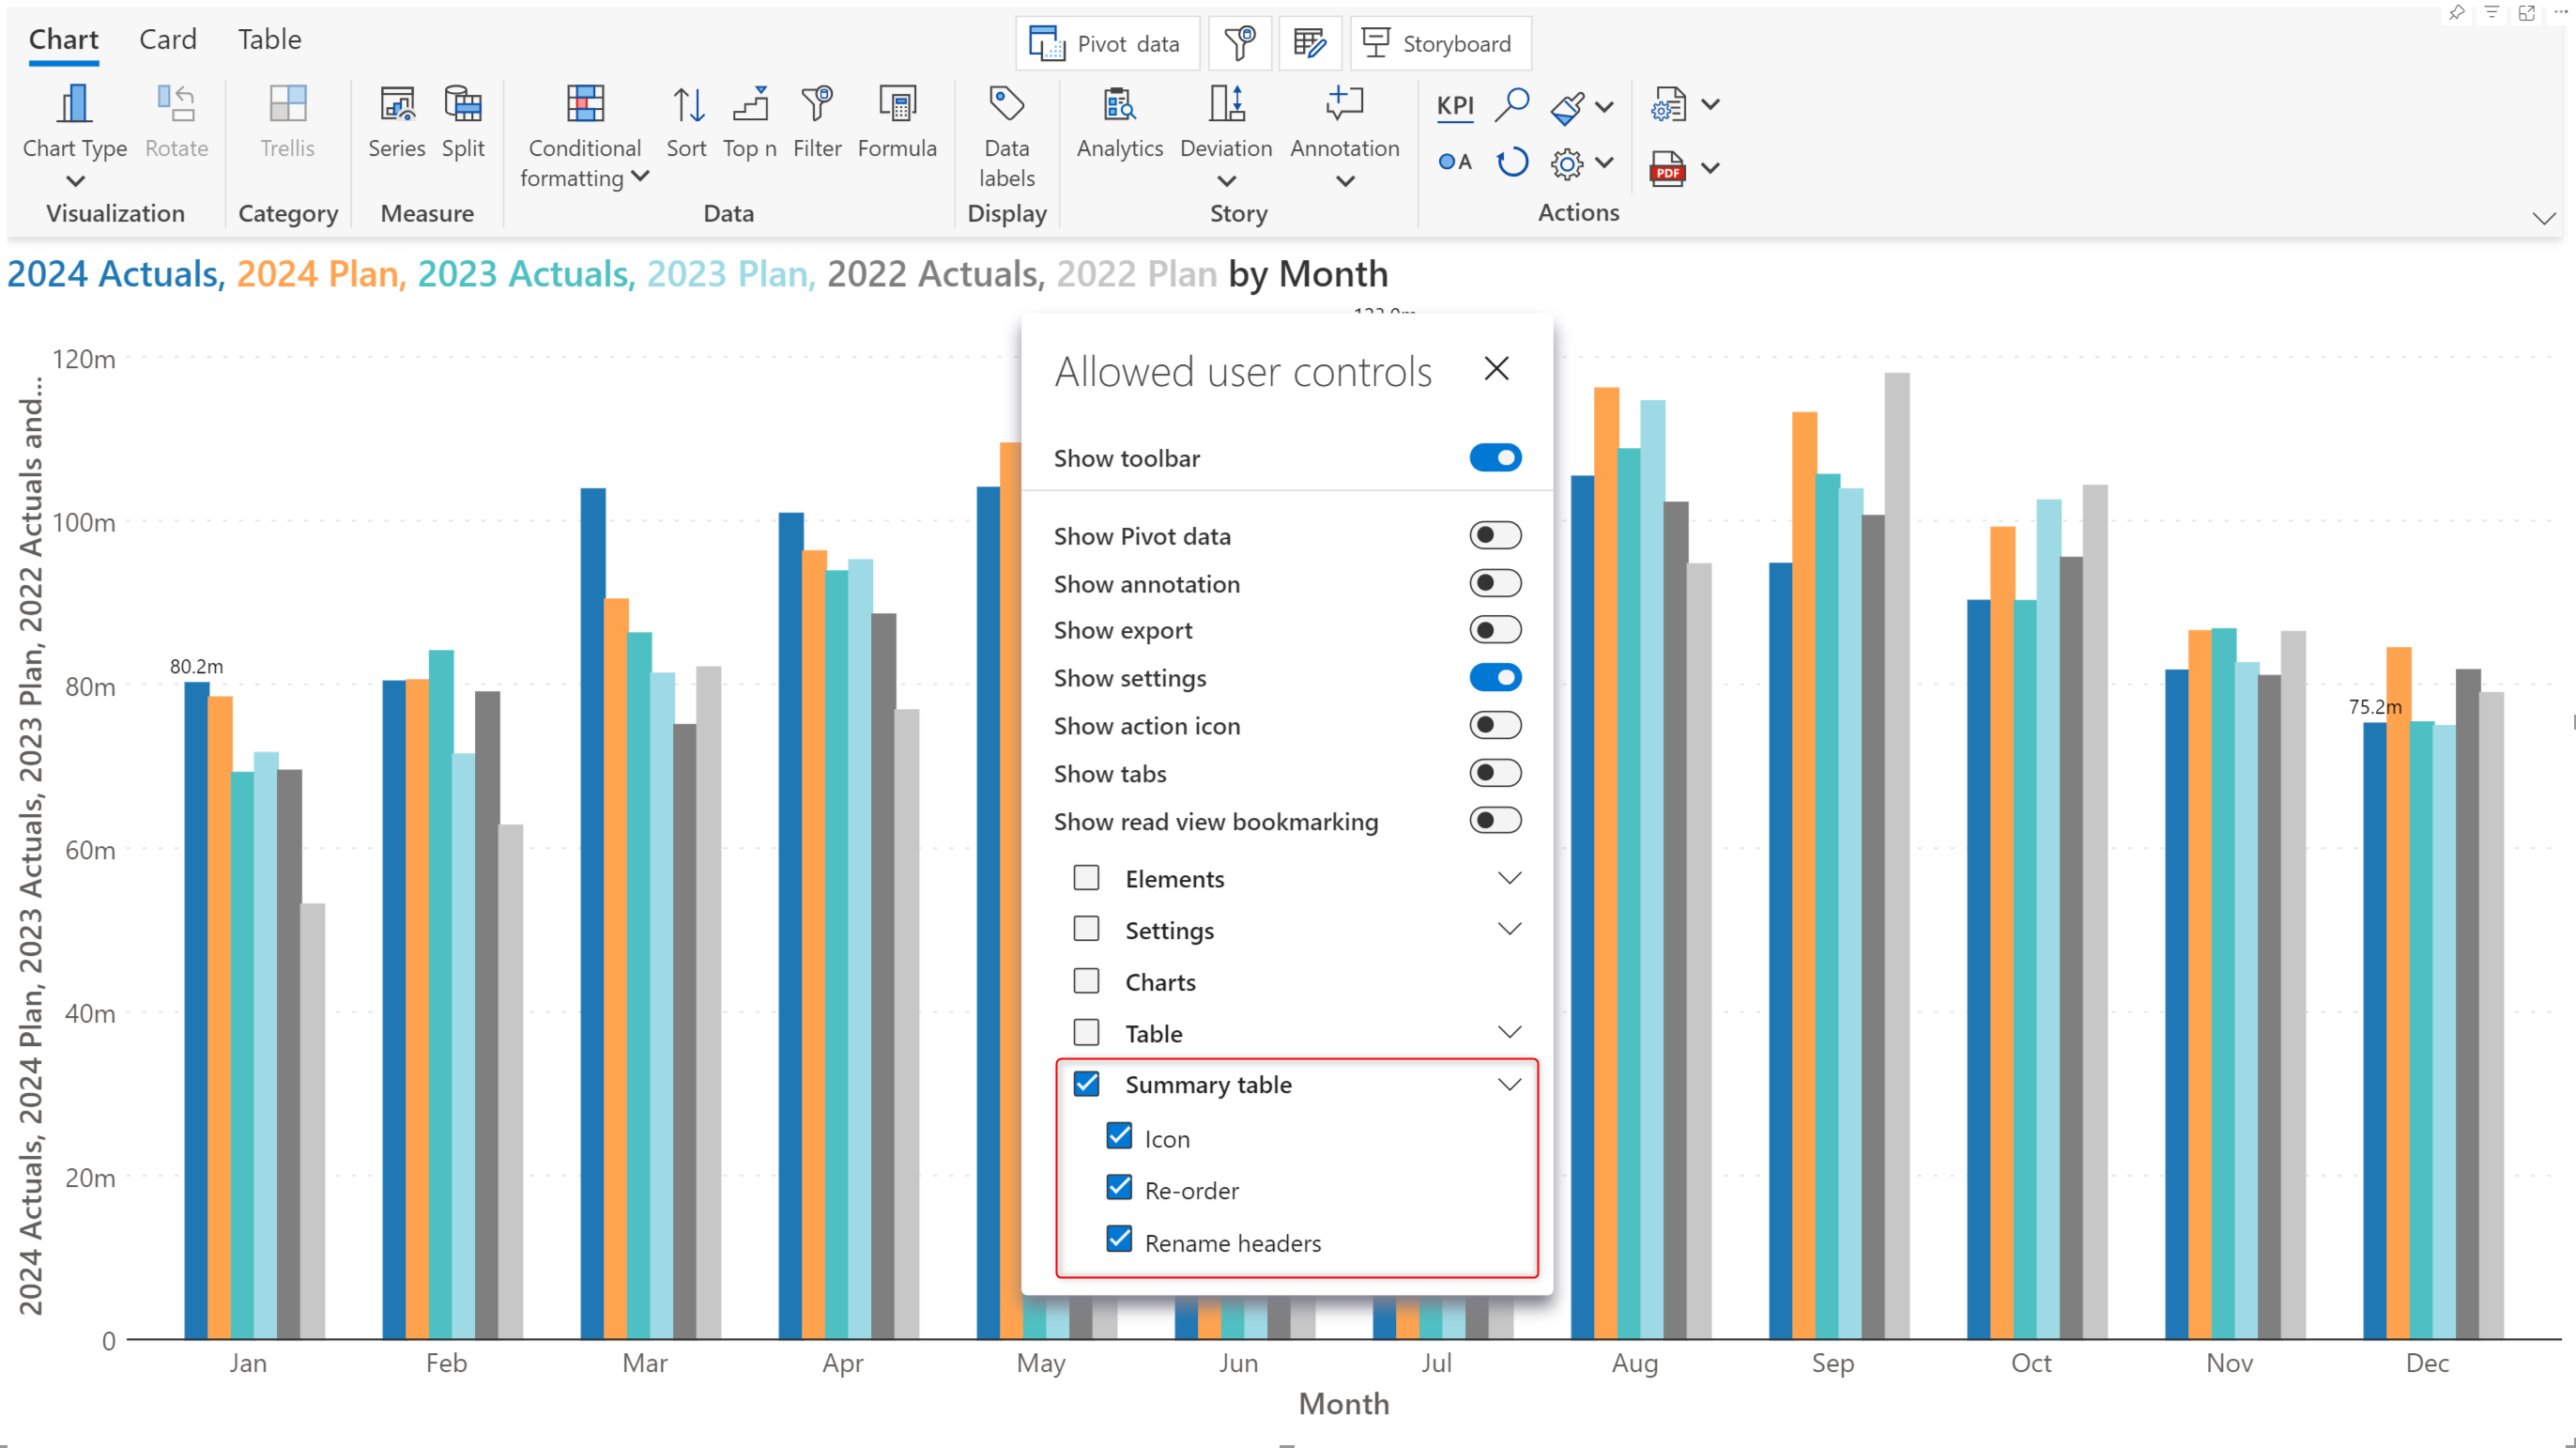 Chart Card Table
Pivot data Storyboard
Chart Type Rotate Trellis Series Split Conditional formatting Sort Top n Filter Formula Data labels Analytics Deviation Annotation KPI
A
PDF
Visualization Category Measure Data Display Story Actions
2024 Actuals, 2024 Plan, 2023 Actuals, 2023 Plan, 2022 Actuals, 2022 Plan by Month
2024 Actuals, 2024 Plan, 2023 Actuals, 2023 Plan, 2022 Actuals and...
120m
100m
80m
60m
40m
20m
0
80.2m
75.2m
Allowed user controls
Show toolbar
Show Pivot data
Show annotation
Show export
Show settings
Show action icon
Show tabs
Show read view bookmarking
Elements
Settings
Charts
Table
Summary table
Icon
Re-order
Rename headers
Jan Feb Mar Apr May Jun Jul Aug Sep Oct Nov Dec
Month